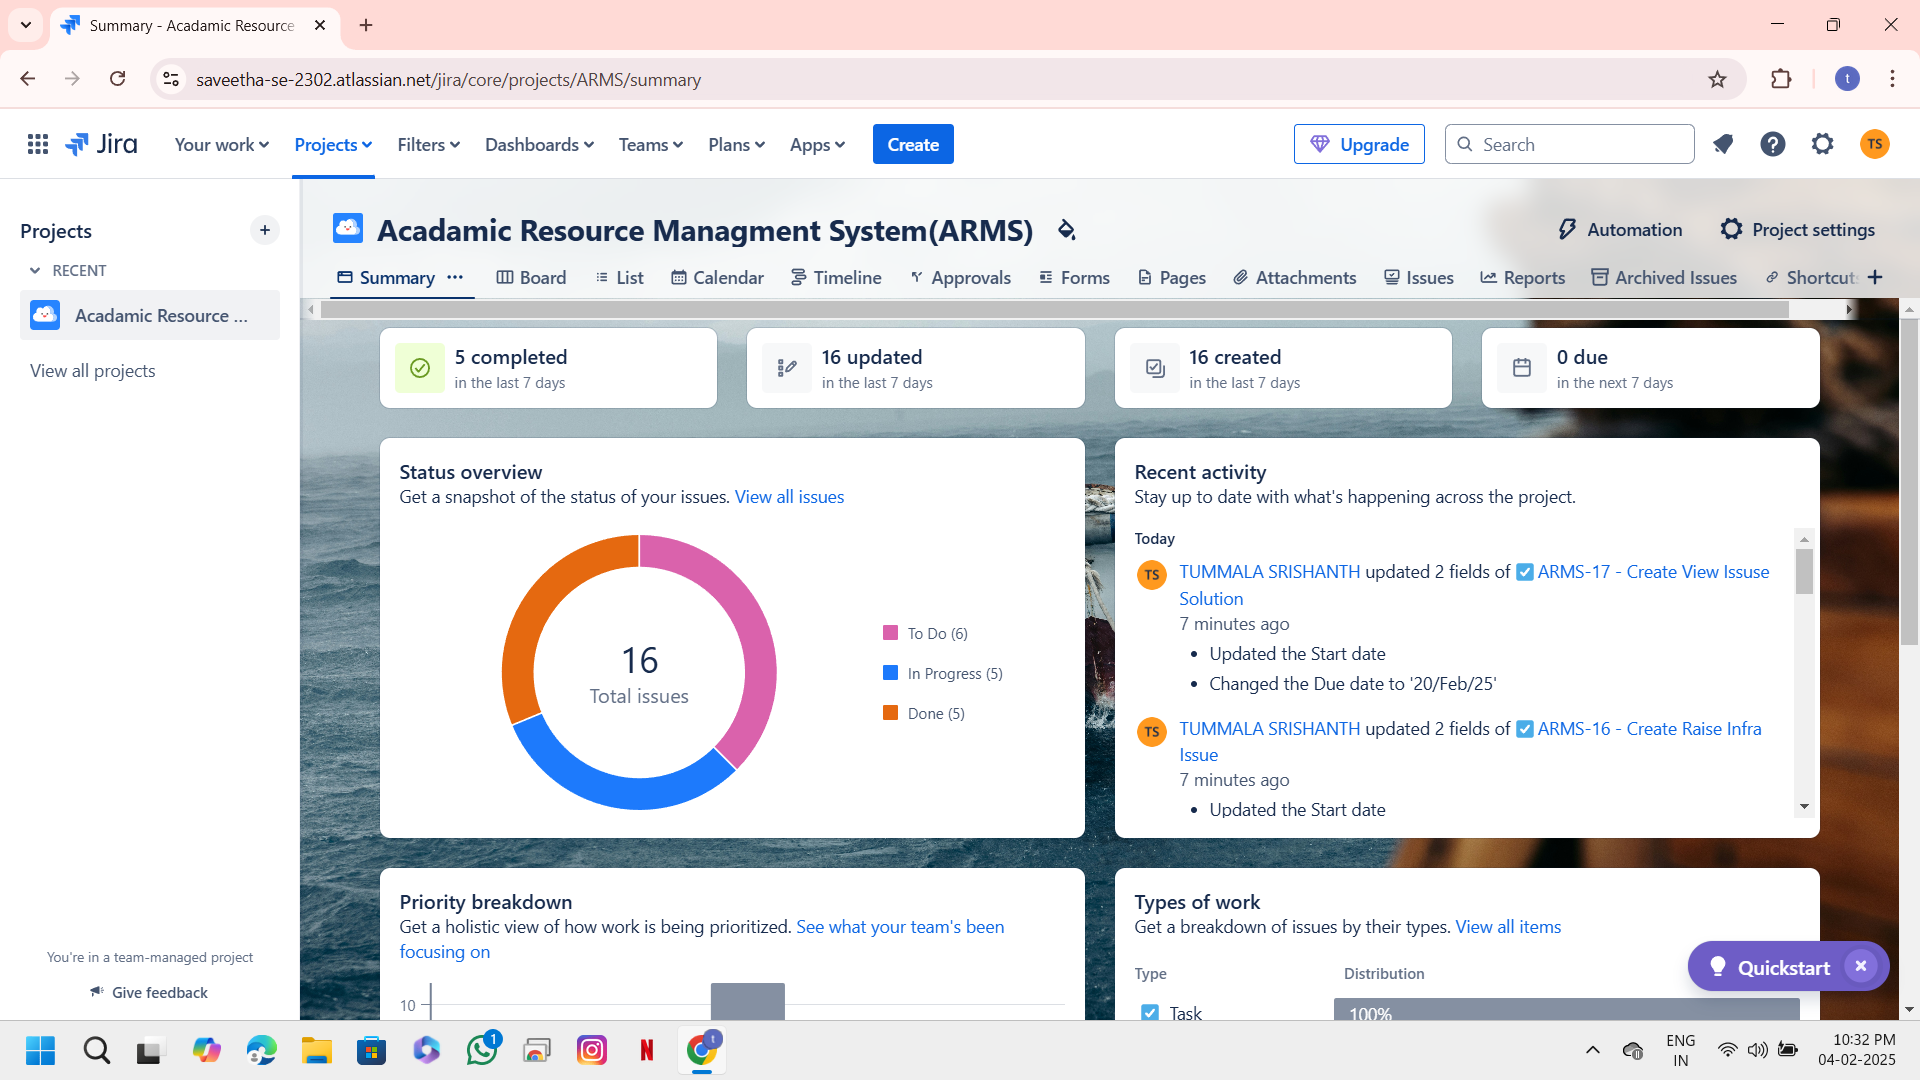 Summary - Acadamic Resource
saveetha-se-2302.atlassian.net/jira/core/projects/ARMS/summary
t
Jira
Your work
Projects
Filters
Dashboards
Teams
Plans
Apps
Create
Upgrade
Search
TS
Projects
RECENT
Acadamic Resource ...
View all projects
You're in a team-managed project
Give feedback
Acadamic Resource Managment System(ARMS)
Automation
Project settings
Summary
Board
List
Calendar
Timeline
Approvals
Forms
Pages
Attachments
Issues
Reports
Archived Issues
Shortcuts
5 completed
in the last 7 days
16 updated
in the last 7 days
16 created
in the last 7 days
0 due
in the next 7 days
Status overview
Get a snapshot of the status of your issues. View all issues
16
Total issues
To Do (6)
In Progress (5)
Done (5)
Recent activity
Stay up to date with what's happening across the project.
Today
TS
TUMMALA SRISHANTH updated 2 fields of ARMS-17 - Create View Issuse
Solution
7 minutes ago
• Updated the Start date
• Changed the Due date to '20/Feb/25'
TS
TUMMALA SRISHANTH updated 2 fields of ARMS-16 - Create Raise Infra
Issue
7 minutes ago
• Updated the Start date
Priority breakdown
Get a holistic view of how work is being prioritized. See what your team's been
focusing on
10
Types of work
Get a breakdown of issues by their types. View all items
Type
Distribution
Task
100%
Quickstart
1
N
t
ENG
IN
10:32 PM
04-02-2025